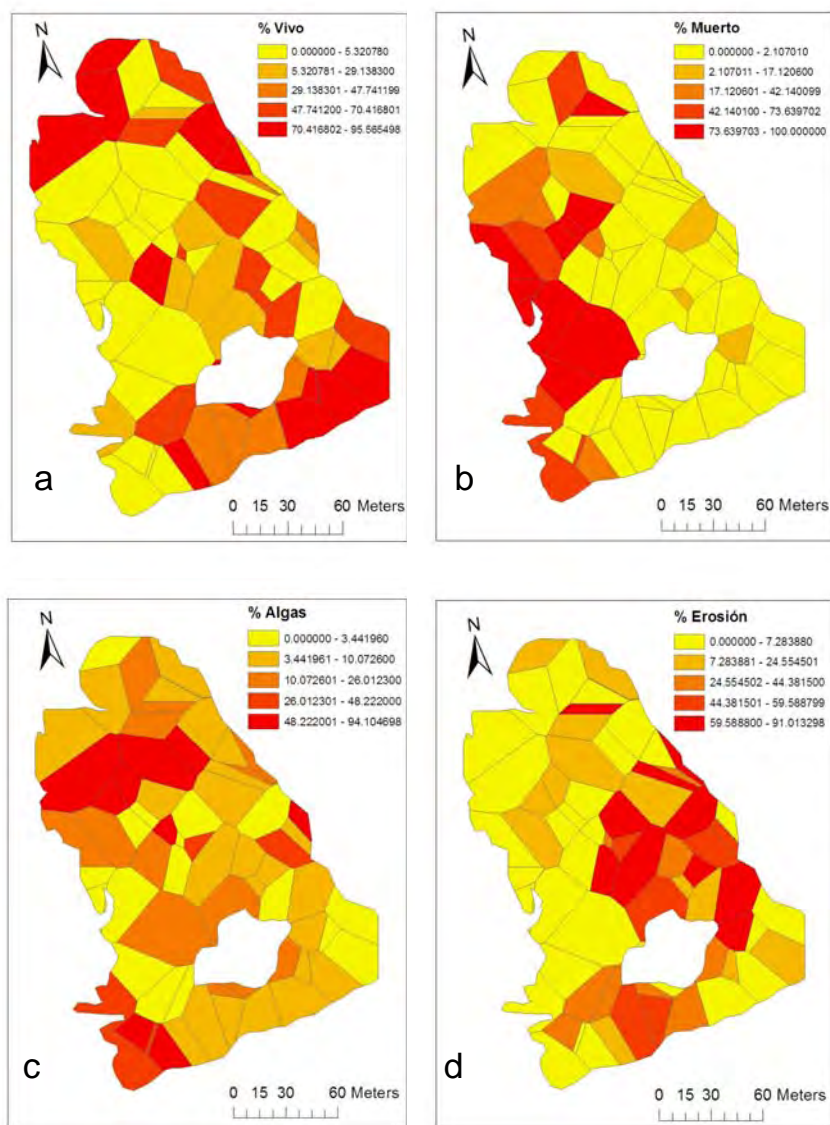 N
% Vivo
0.000000 - 5.320780
5.320781 - 29.138300
29.138301 - 47.741199
47.741200 - 70.416801
70.416802 - 95.565498
a
0 15 30 60 Meters
N
% Muerto
0.000000 - 2.107010
2.107011 - 17.120600
17.120601 - 42.140099
42.140100 - 73.639702
73.639703 - 100.000000
b
0 15 30 60 Meters
N
% Algas
0.000000 - 3.441960
3.441961 - 10.072600
10.072601 - 26.012300
26.012301 - 48.222000
48.222001 - 94.104698
c
0 15 30 60 Meters
N
% Erosión
0.000000 - 7.283880
7.283881 - 24.554501
24.554502 - 44.381500
44.381501 - 59.588799
59.588800 - 91.013298
d
0 15 30 60 Meters